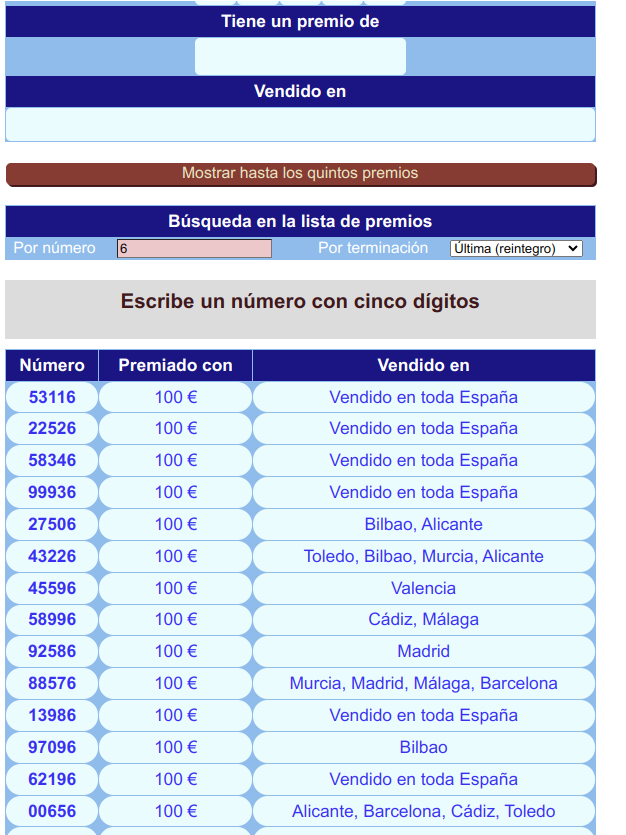 Tiene un premio de
Vendido en
Mostrar hasta los quintos premios
Búsqueda en la lista de premios
Por número 6 Por terminación Última (reintegro)
Escribe un número con cinco dígitos
Número Premiado con Vendido en
53116 100 € Vendido en toda España
22526 100 € Vendido en toda España
58346 100 € Vendido en toda España
99936 100 € Vendido en toda España
27506 100 € Bilbao, Alicante
43226 100 € Toledo, Bilbao, Murcia, Alicante
45596 100 € Valencia
58996 100 € Cádiz, Málaga
92586 100 € Madrid
88576 100 € Murcia, Madrid, Málaga, Barcelona
13986 100 € Vendido en toda España
97096 100 € Bilbao
62196 100 € Vendido en toda España
00656 100 € Alicante, Barcelona, Cádiz, Toledo